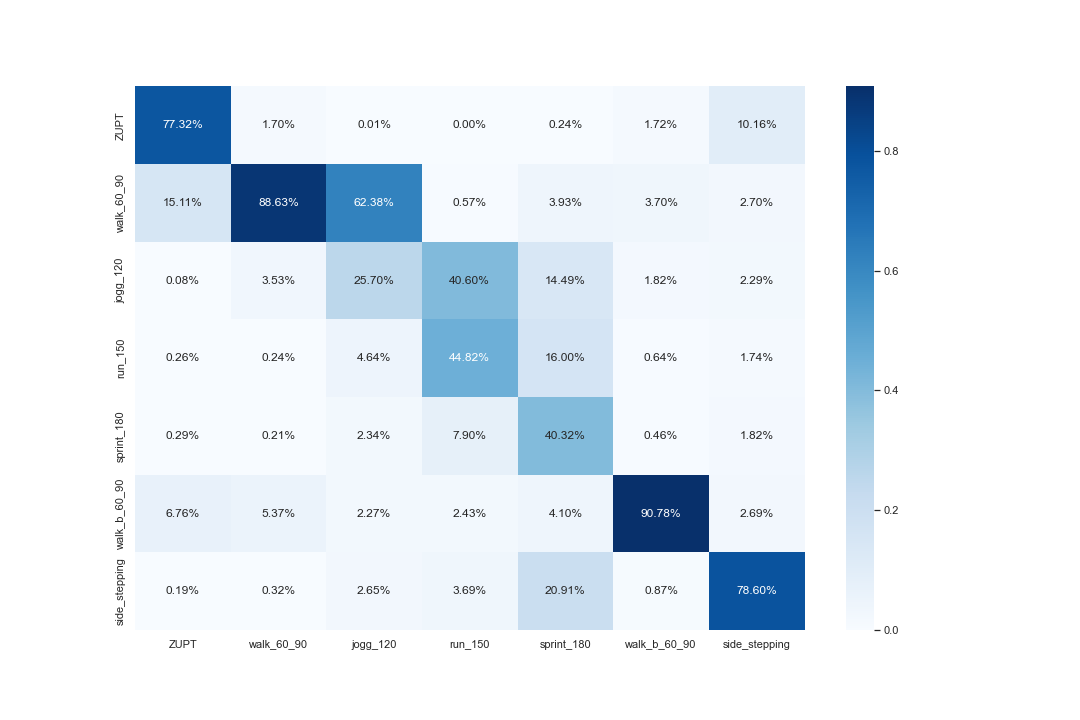 ZUPT 77.32% 1.70% 0.01% 0.00% 0.24% 1.72% 10.16%
walk_60_90 15.11% 88.63% 62.38% 0.57% 3.93% 3.70% 2.70%
jogg_120 0.08% 3.53% 25.70% 40.60% 14.49% 1.82% 2.29%
run_150 0.26% 0.24% 4.64% 44.82% 16.00% 0.64% 1.74%
sprint_180 0.29% 0.21% 2.34% 7.90% 40.32% 0.46% 1.82%
walk_b_60_90 6.76% 5.37% 2.27% 2.43% 4.10% 90.78% 2.69%
side_stepping 0.19% 0.32% 2.65% 3.69% 20.91% 0.87% 78.60%
ZUPT walk_60_90 jogg_120 run_150 sprint_180 walk_b_60_90 side_stepping
0.8
0.6
0.4
0.2
0.0